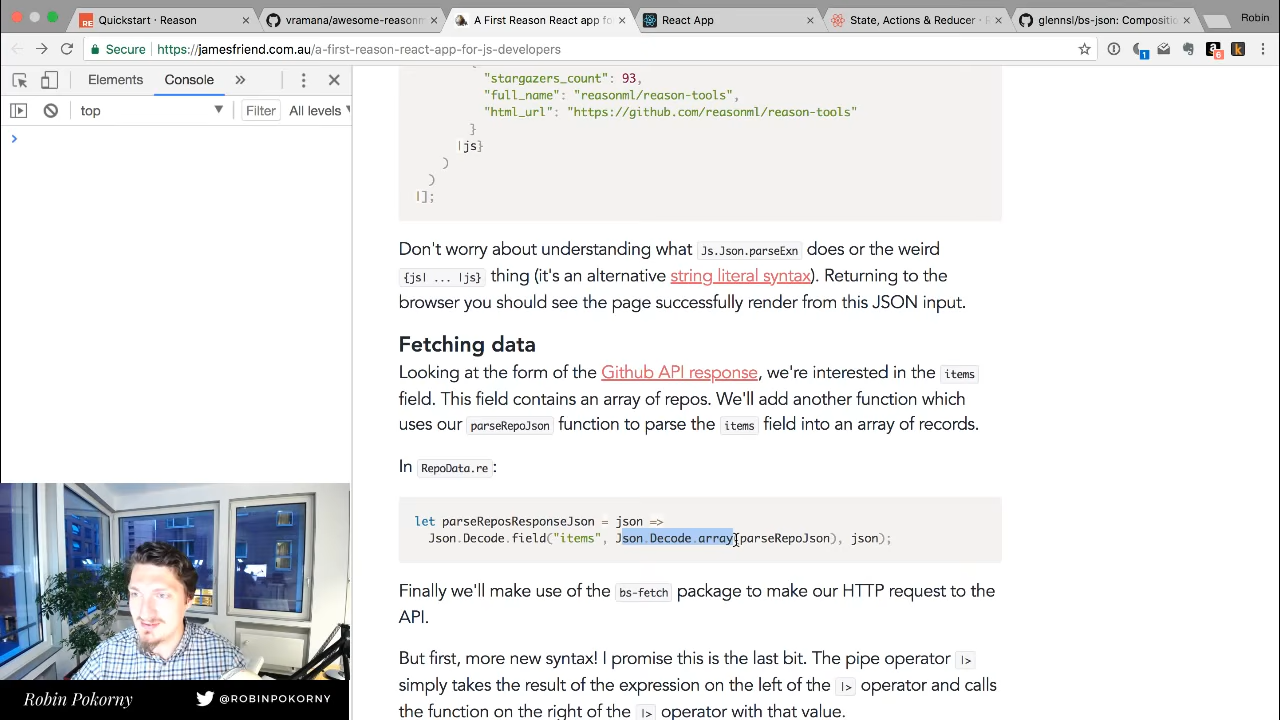 Quickstart · Reason
vramana/awesome-reasonm
A First Reason React app for
React App
State, Actions & Reducer ·
glennsl/bs-json: Composition
Robin
Secure
https://jamesfriend.com.au/a-first-reason-react-app-for-js-developers
Elements
Console
top
Filter
All levels
"stargazers_count": 93,
"full_name": "reasonml/reason-tools",
"html_url": "https://github.com/reasonml/reason-tools"
}
|js}
)
)
|];
Don't worry about understanding what Js.Json.parseExn does or the weird
{js| ... |js} thing (it's an alternative string literal syntax). Returning to the
browser you should see the page successfully render from this JSON input.
Fetching data
Looking at the form of the Github API response, we're interested in the items
field. This field contains an array of repos. We'll add another function which
uses our parseRepoJson function to parse the items field into an array of records.
In RepoData.re:
let parseReposResponseJson = json =>
Json.Decode.field("items", Json.Decode.array(parseRepoJson), json);
Finally we'll make use of the bs-fetch package to make our HTTP request to the
API.
But first, more new syntax! I promise this is the last bit. The pipe operator |>
simply takes the result of the expression on the left of the |> operator and calls
the function on the right of the |> operator with that value.
Robin Pokorny
@ROBINPOKORNY